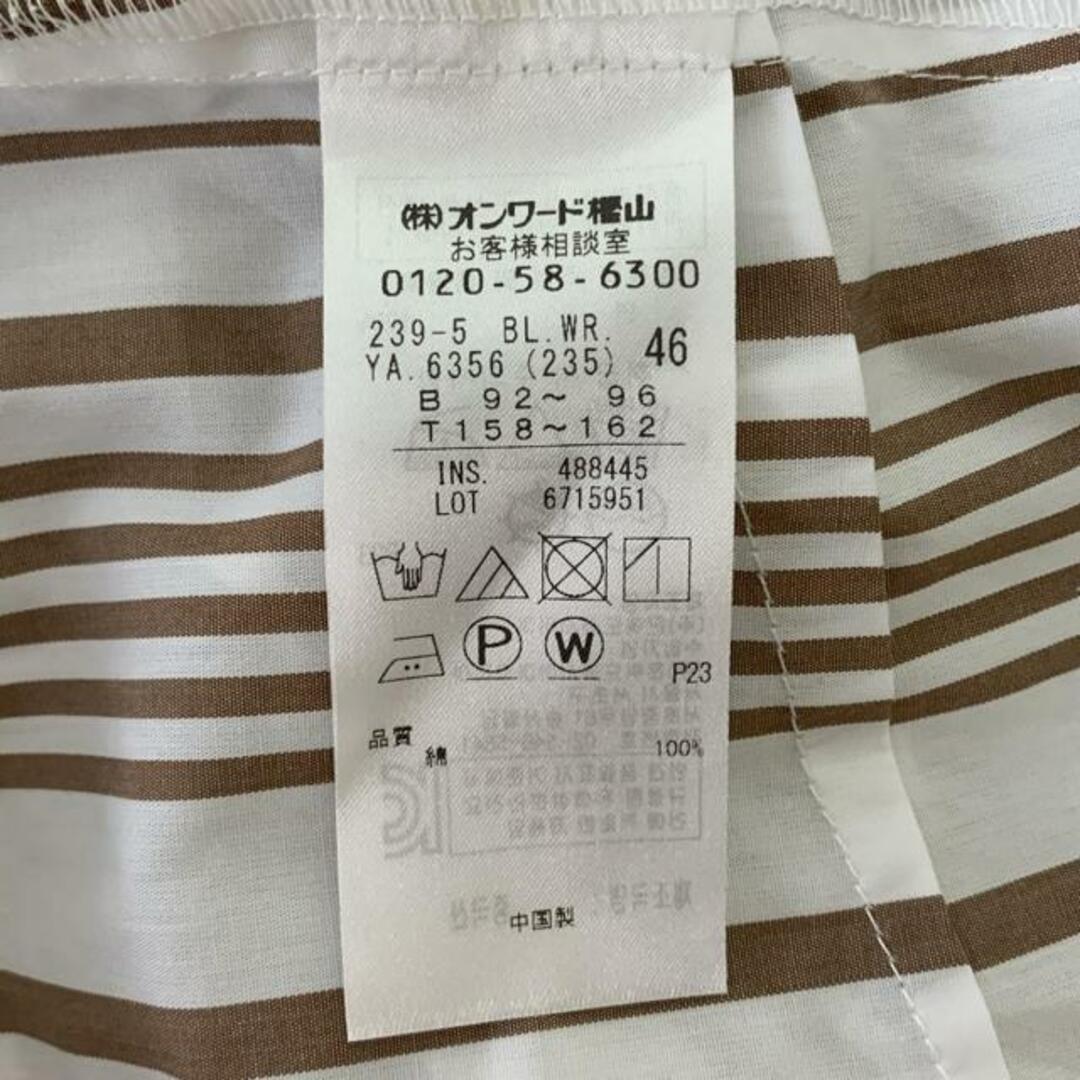 (株)オンワード樫山
お客様相談室
0120-58-6300
239-5 BL.WR.
YA.6356 (235) 46
B 92~ 96
T158~162
INS. 488445
LOT 6715951
P W
P23
品質
綿 100%
中国製